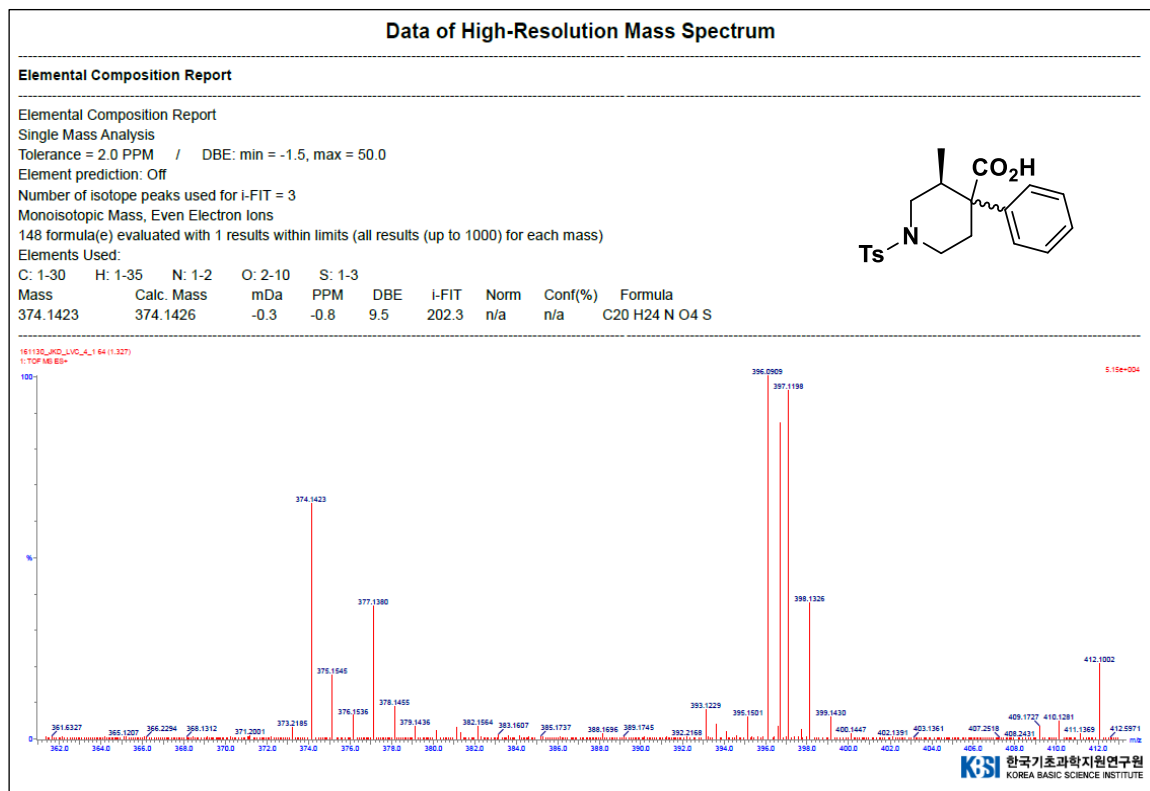 Data of High-Resolution Mass Spectrum
Elemental Composition Report
Elemental Composition Report
Single Mass Analysis
Tolerance = 2.0 PPM / DBE: min = -1.5, max = 50.0
Element prediction: Off
Number of isotope peaks used for i-FIT = 3
Monoisotopic Mass, Even Electron Ions
148 formula(e) evaluated with 1 results within limits (all results (up to 1000) for each mass)
Elements Used:
C: 1-30 H: 1-35 N: 1-2 O: 2-10 S: 1-3
Mass Calc. Mass mDa PPM DBE i-FIT Norm Conf(%) Formula
374.1423 374.1426 -0.3 -0.8 9.5 202.3 n/a n/a C20 H24 N O4 S
CO2H
N
Ts
161130_JKD_LVC_4_1 64 (1.327)
1: TOF MS ES+
5.15e+004
100
%
0
396.0909
397.1198
374.1423
377.1380
398.1326
412.1002
375.1545
376.1536
378.1455
373.2185
379.1436
382.1564
383.1607
385.1737
388.1696
389.1745
392.2168
393.1229
395.1501
399.1430
400.1447
402.1391
403.1361
407.2518
408.2431
409.1727
410.1281
411.1369
412.5971
361.6327
365.1207
366.2294
368.1312
371.2001
362.0 364.0 366.0 368.0 370.0 372.0 374.0 376.0 378.0 380.0 382.0 384.0 386.0 388.0 390.0 392.0 394.0 396.0 398.0 400.0 402.0 404.0 406.0 408.0 410.0 412.0 m/z
KBSI 한국기초과학지원연구원
KOREA BASIC SCIENCE INSTITUTE